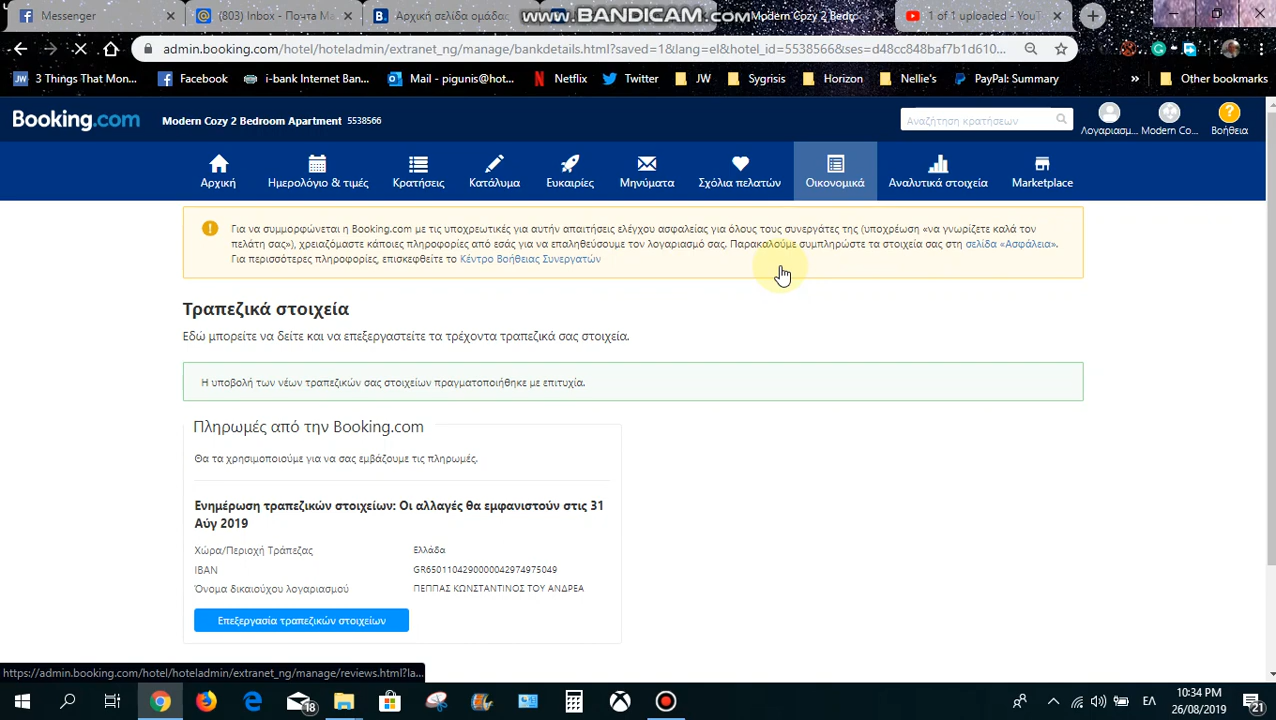 Messenger
(803) Inbox - Почта Ма
Αρχική σελίδα ομάδας
www.BANDICAM.com
Modern Cozy 2 Bedro
1 of 1 uploaded - YouT
admin.booking.com/hotel/hoteladmin/extranet_ng/manage/bankdetails.html?saved=1&lang=el&hotel_id=5538566&ses=d48cc848baf7b1d610...
3 Things That Mon...
Facebook
i-bank Internet Ban...
Mail - pigunis@hot...
Netflix
Twitter
JW
Sygrisis
Horizon
Nellie's
PayPal: Summary
»
Other bookmarks
Booking.com
Modern Cozy 2 Bedroom Apartment 5538566
Αναζήτηση κρατήσεων
Λογαριασμ...
Modern Co...
Βοήθεια
Αρχική
Ημερολόγιο & τιμές
Κρατήσεις
Κατάλυμα
Ευκαιρίες
Μηνύματα
Σχόλια πελατών
Οικονομικά
Αναλυτικά στοιχεία
Marketplace
Για να συμμορφώνεται η Booking.com με τις υποχρεωτικές για αυτήν απαιτήσεις ελέγχου ασφαλείας για όλους τους συνεργάτες της (υποχρέωση «να γνωρίζετε καλά τον
πελάτη σας»), χρειαζόμαστε κάποιες πληροφορίες από εσάς για να επαληθεύσουμε τον λογαριασμό σας. Παρακαλούμε συμπληρώστε τα στοιχεία σας στη σελίδα «Ασφάλεια».
Για περισσότερες πληροφορίες, επισκεφθείτε το Κέντρο Βοήθειας Συνεργατών
Τραπεζικά στοιχεία
Εδώ μπορείτε να δείτε και να επεξεργαστείτε τα τρέχοντα τραπεζικά σας στοιχεία.
Η υποβολή των νέων τραπεζικών σας στοιχείων πραγματοποιήθηκε με επιτυχία.
Πληρωμές από την Booking.com
Θα τα χρησιμοποιούμε για να σας εμβάζουμε τις πληρωμές.
Ενημέρωση τραπεζικών στοιχείων: Οι αλλαγές θα εμφανιστούν στις 31
Αύγ 2019
Χώρα/Περιοχή Τράπεζας
Ελλάδα
IBAN
GR6501104290000042974975049
Όνομα δικαιούχου λογαριασμού
ΠΕΠΠΑΣ ΚΩΝΣΤΑΝΤΙΝΟΣ ΤΟΥ ΑΝΔΡΕΑ
Επεξεργασία τραπεζικών στοιχείων
https://admin.booking.com/hotel/hoteladmin/extranet_ng/manage/reviews.html?la...
18
ΕΛ
10:34 PM
26/08/2019
21